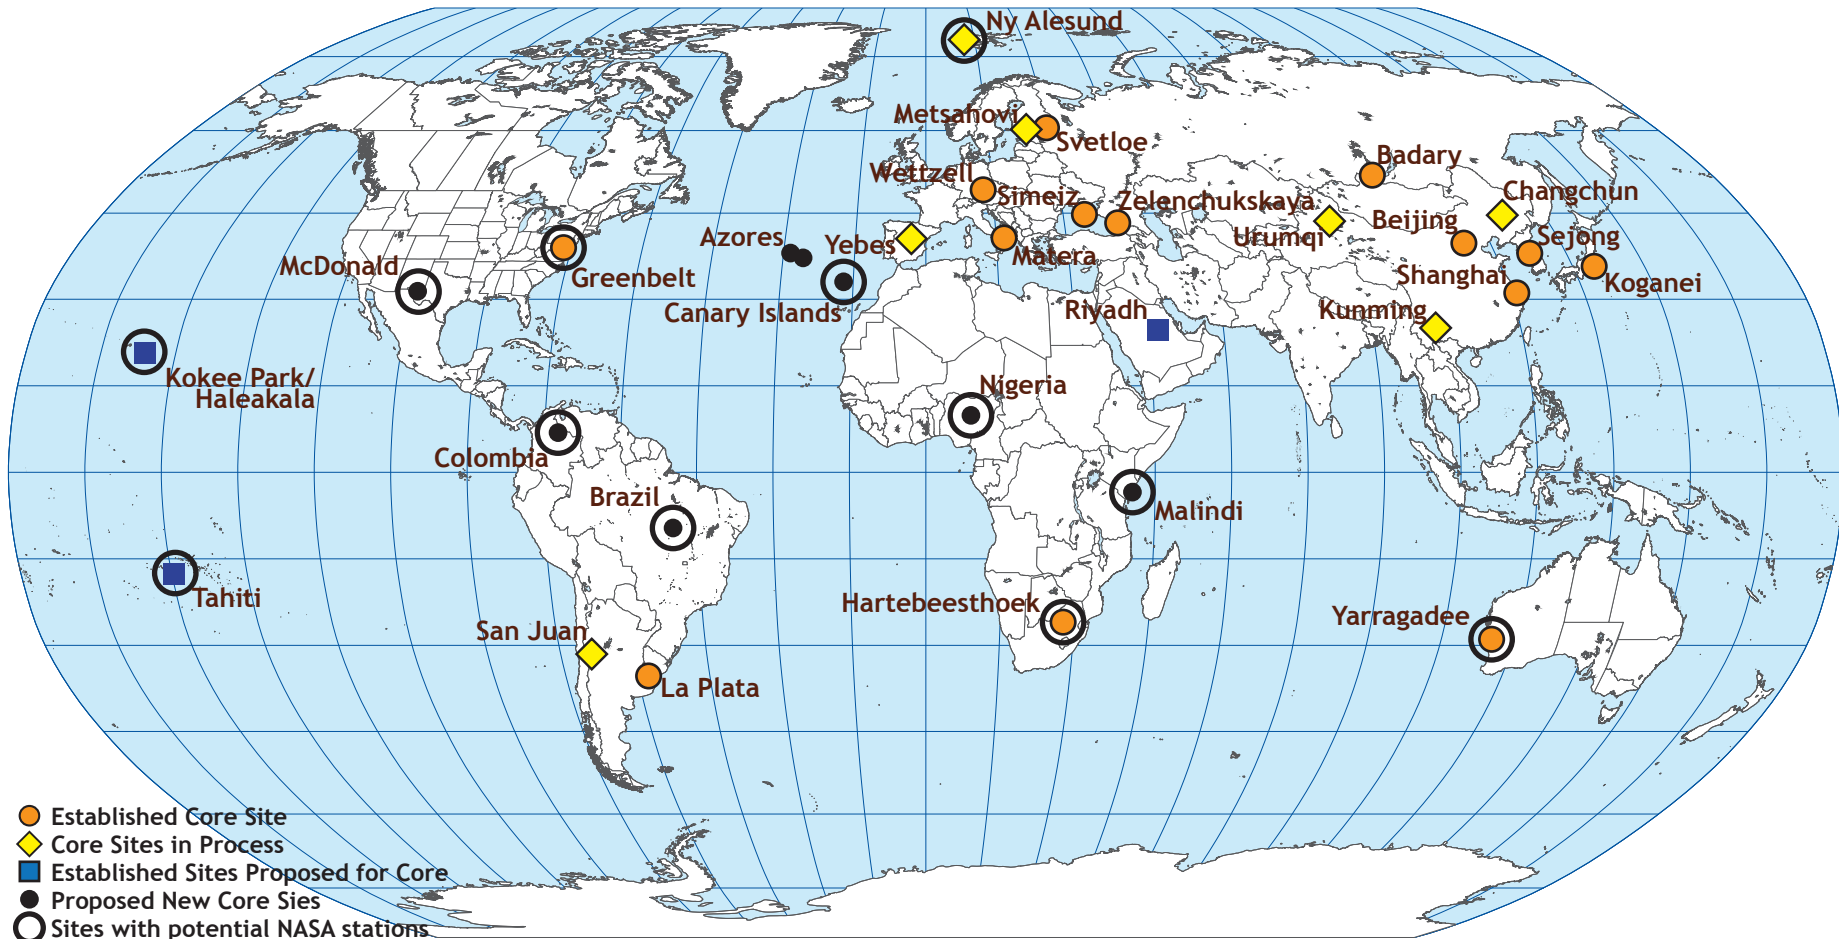 Ny Alesund
Metsahovi
Svetloe
Badary
Wettzell
Simeiz
Zelenchukskaya
Changchun
Azores
Yebes
Urumqi
Beijing
Sejong
McDonald
Greenbelt
Matera
Shanghai
Koganei
Canary Islands
Riyadh
Kunming
Kokee Park/
Haleakala
Nigeria
Colombia
Brazil
Malindi
Tahiti
Hartebeesthoek
Yarragadee
San Juan
La Plata
Established Core Site
Core Sites in Process
Established Sites Proposed for Core
Proposed New Core Sies
Sites with potential NASA stations